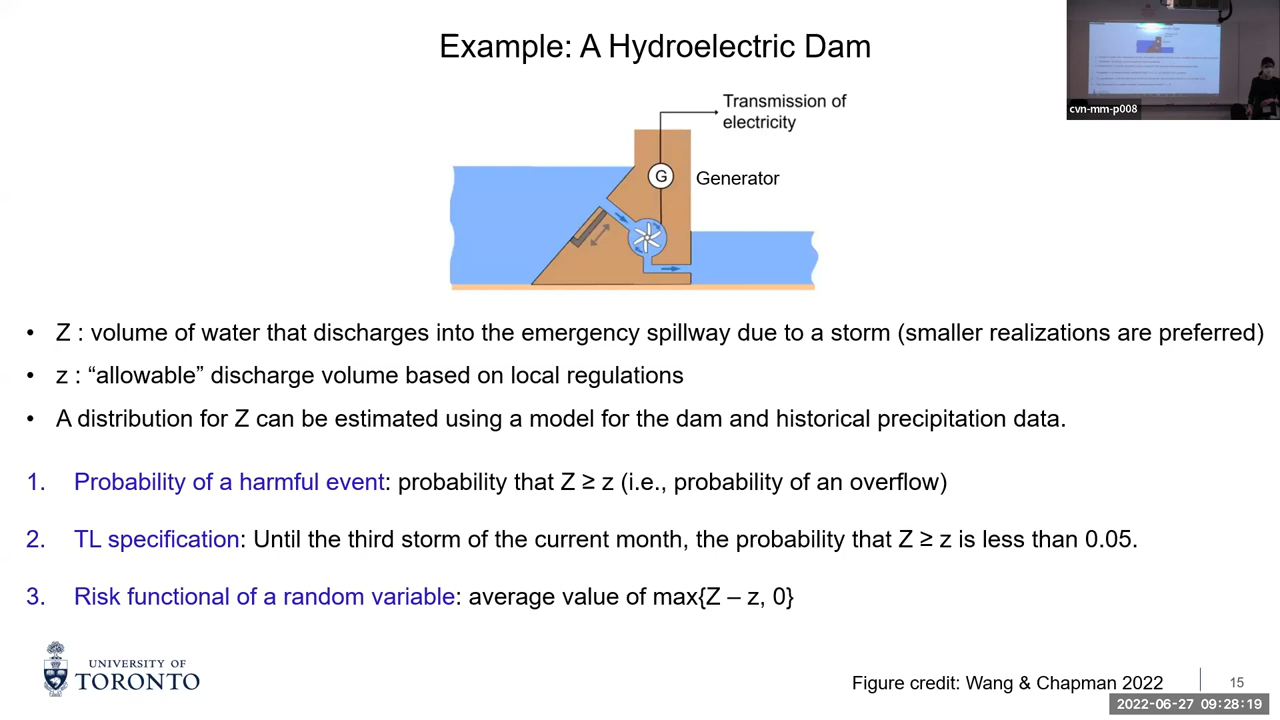 Example: A Hydroelectric Dam
cvn-mm-p008
Transmission of
electricity
G
Generator
• Z : volume of water that discharges into the emergency spillway due to a storm (smaller realizations are preferred)
• z : “allowable” discharge volume based on local regulations
• A distribution for Z can be estimated using a model for the dam and historical precipitation data.
1. Probability of a harmful event: probability that Z ≥ z (i.e., probability of an overflow)
2. TL specification: Until the third storm of the current month, the probability that Z ≥ z is less than 0.05.
3. Risk functional of a random variable: average value of max{Z – z, 0}
UNIVERSITY OF
TORONTO
Figure credit: Wang & Chapman 2022
15
2022-06-27 09:28:19